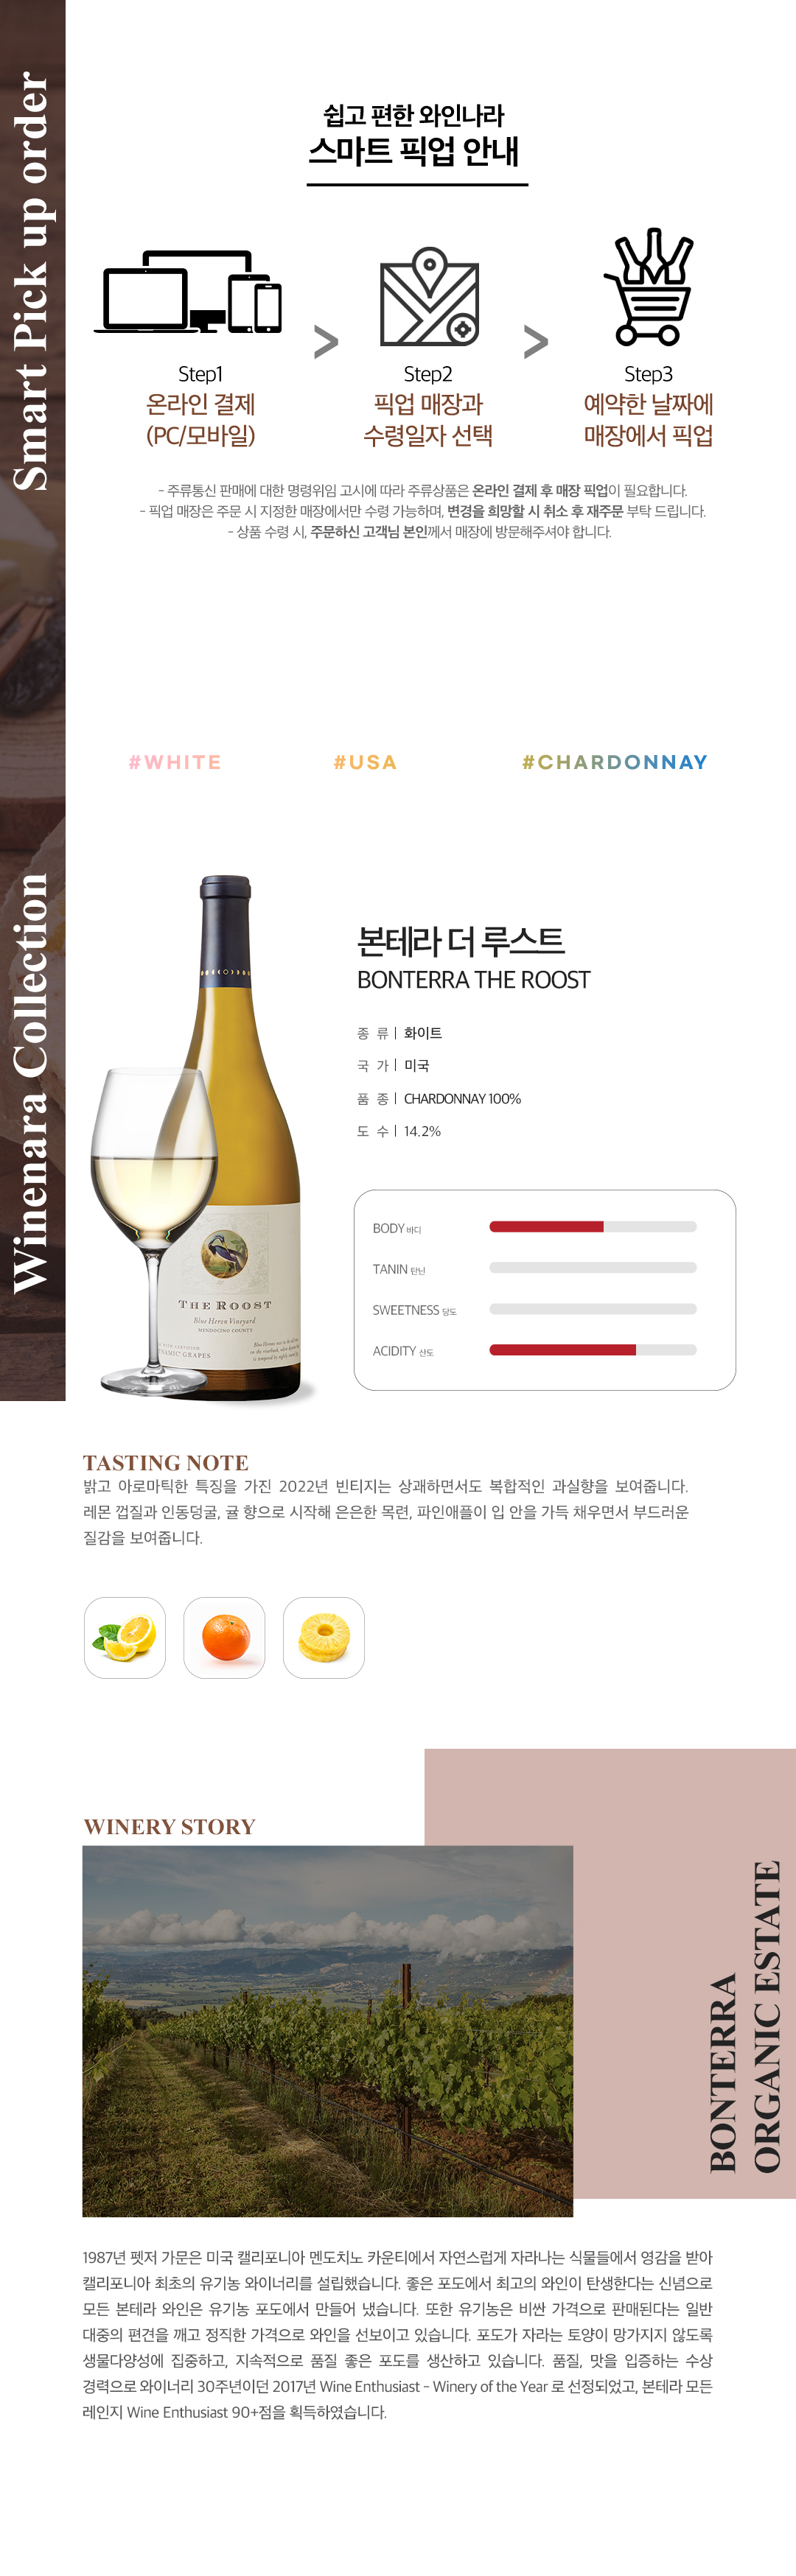 Smart Pick up order
쉽고 편한 와인나라
스마트 픽업 안내
Step1
온라인 결제
(PC/모바일)
>
Step2
픽업 매장과
수령일자 선택
>
Step3
예약한 날짜에
매장에서 픽업
- 주류통신 판매에 대한 명령위임 고시에 따라 주류상품은 온라인 결제 후 매장 픽업이 필요합니다.
- 픽업 매장은 주문 시 지정한 매장에서만 수령 가능하며, 변경을 희망할 시 취소 후 재주문 부탁 드립니다.
- 상품 수령 시, 주문하신 고객님 본인께서 매장에 방문해주셔야 합니다.
#WHITE #USA #CHARDONNAY
Winenara Collection
본테라 더 루스트
BONTERRA THE ROOST
종 류 | 화이트
국 가 | 미국
품 종 | CHARDONNAY 100%
도 수 | 14.2%
BODY 바디
TANIN 탄닌
SWEETNESS 당도
ACIDITY 산도
THE ROOST
Blue Heron Vineyard
MENDOCINO COUNTY
GRAPES
TASTING NOTE
밝고 아로마틱한 특징을 가진 2022년 빈티지는 상쾌하면서도 복합적인 과실향을 보여줍니다.
레몬 껍질과 인동덩굴, 귤 향으로 시작해 은은한 목련, 파인애플이 입 안을 가득 채우면서 부드러운
질감을 보여줍니다.
WINERY STORY
BONTERRA
ORGANIC ESTATE
1987년 펫저 가문은 미국 캘리포니아 멘도치노 카운티에서 자연스럽게 자라나는 식물들에서 영감을 받아
캘리포니아 최초의 유기농 와이너리를 설립했습니다. 좋은 포도에서 최고의 와인이 탄생한다는 신념으로
모든 본테라 와인은 유기농 포도에서 만들어 냈습니다. 또한 유기농은 비싼 가격으로 판매된다는 일반
대중의 편견을 깨고 정직한 가격으로 와인을 선보이고 있습니다. 포도가 자라는 토양이 망가지지 않도록
생물다양성에 집중하고, 지속적으로 품질 좋은 포도를 생산하고 있습니다. 품질, 맛을 입증하는 수상
경력으로 와이너리 30주년이던 2017년 Wine Enthusiast - Winery of the Year 로 선정되었고, 본테라 모든
레인지 Wine Enthusiast 90+점을 획득하였습니다.